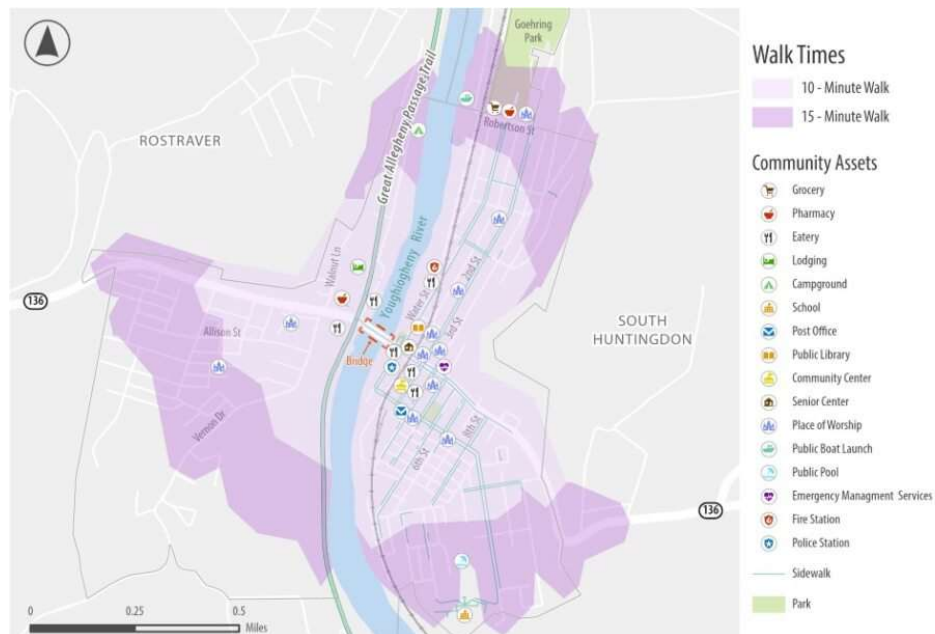 Goehring
Park
Great Allegheny Passage Trail
Robertson St
ROSTRAVER
Walnut Ln
Youghiogheny River
2nd St
136
Water St
3rd St
Allison St
SOUTH
HUNTINGDON
Bridge
Vernon Dr
6th St
8th St
136
0
0.25
0.5
Miles
Walk Times
10 - Minute Walk
15 - Minute Walk
Community Assets
Grocery
Pharmacy
Eatery
Lodging
Campground
School
Post Office
Public Library
Community Center
Senior Center
Place of Worship
Public Boat Launch
Public Pool
Emergency Managment Services
Fire Station
Police Station
Sidewalk
Park